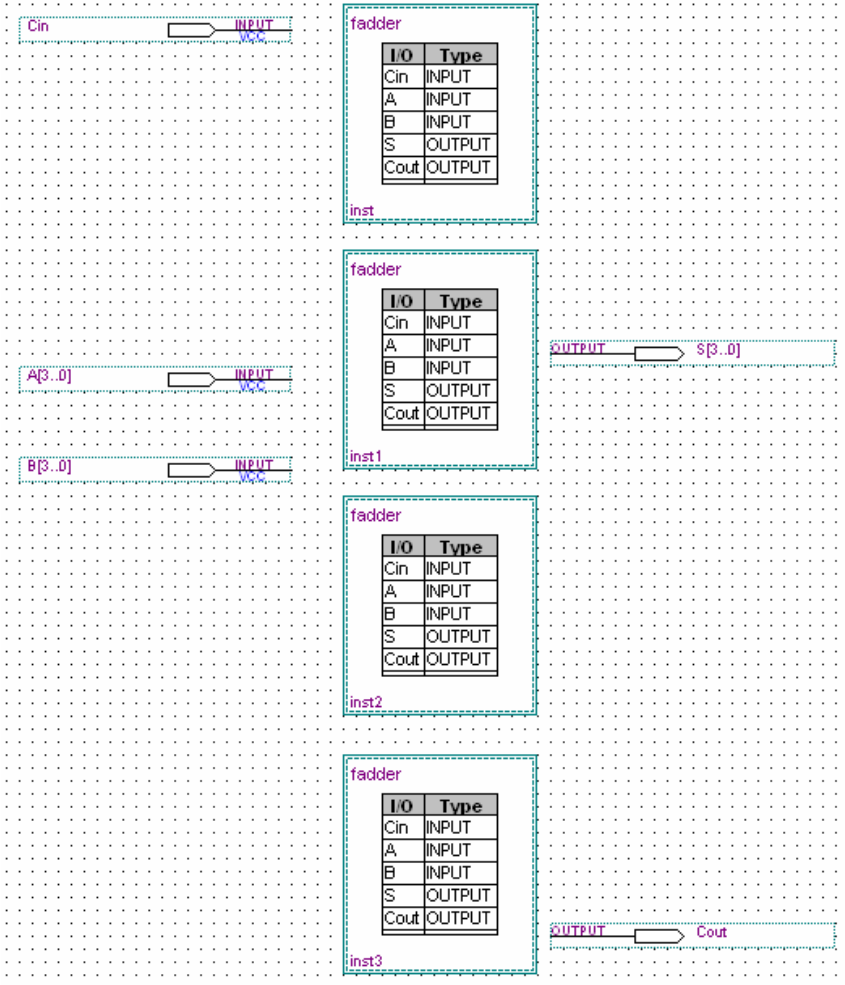 Cin INPUT
VCC
fadder
I/O Type
Cin INPUT
A INPUT
B INPUT
S OUTPUT
Cout OUTPUT
inst
fadder
I/O Type
Cin INPUT
A INPUT
B INPUT
S OUTPUT
Cout OUTPUT
inst1
OUTPUT S[3..0]
A[3..0] INPUT
VCC
B[3..0] INPUT
VCC
fadder
I/O Type
Cin INPUT
A INPUT
B INPUT
S OUTPUT
Cout OUTPUT
inst2
fadder
I/O Type
Cin INPUT
A INPUT
B INPUT
S OUTPUT
Cout OUTPUT
inst3
OUTPUT Cout